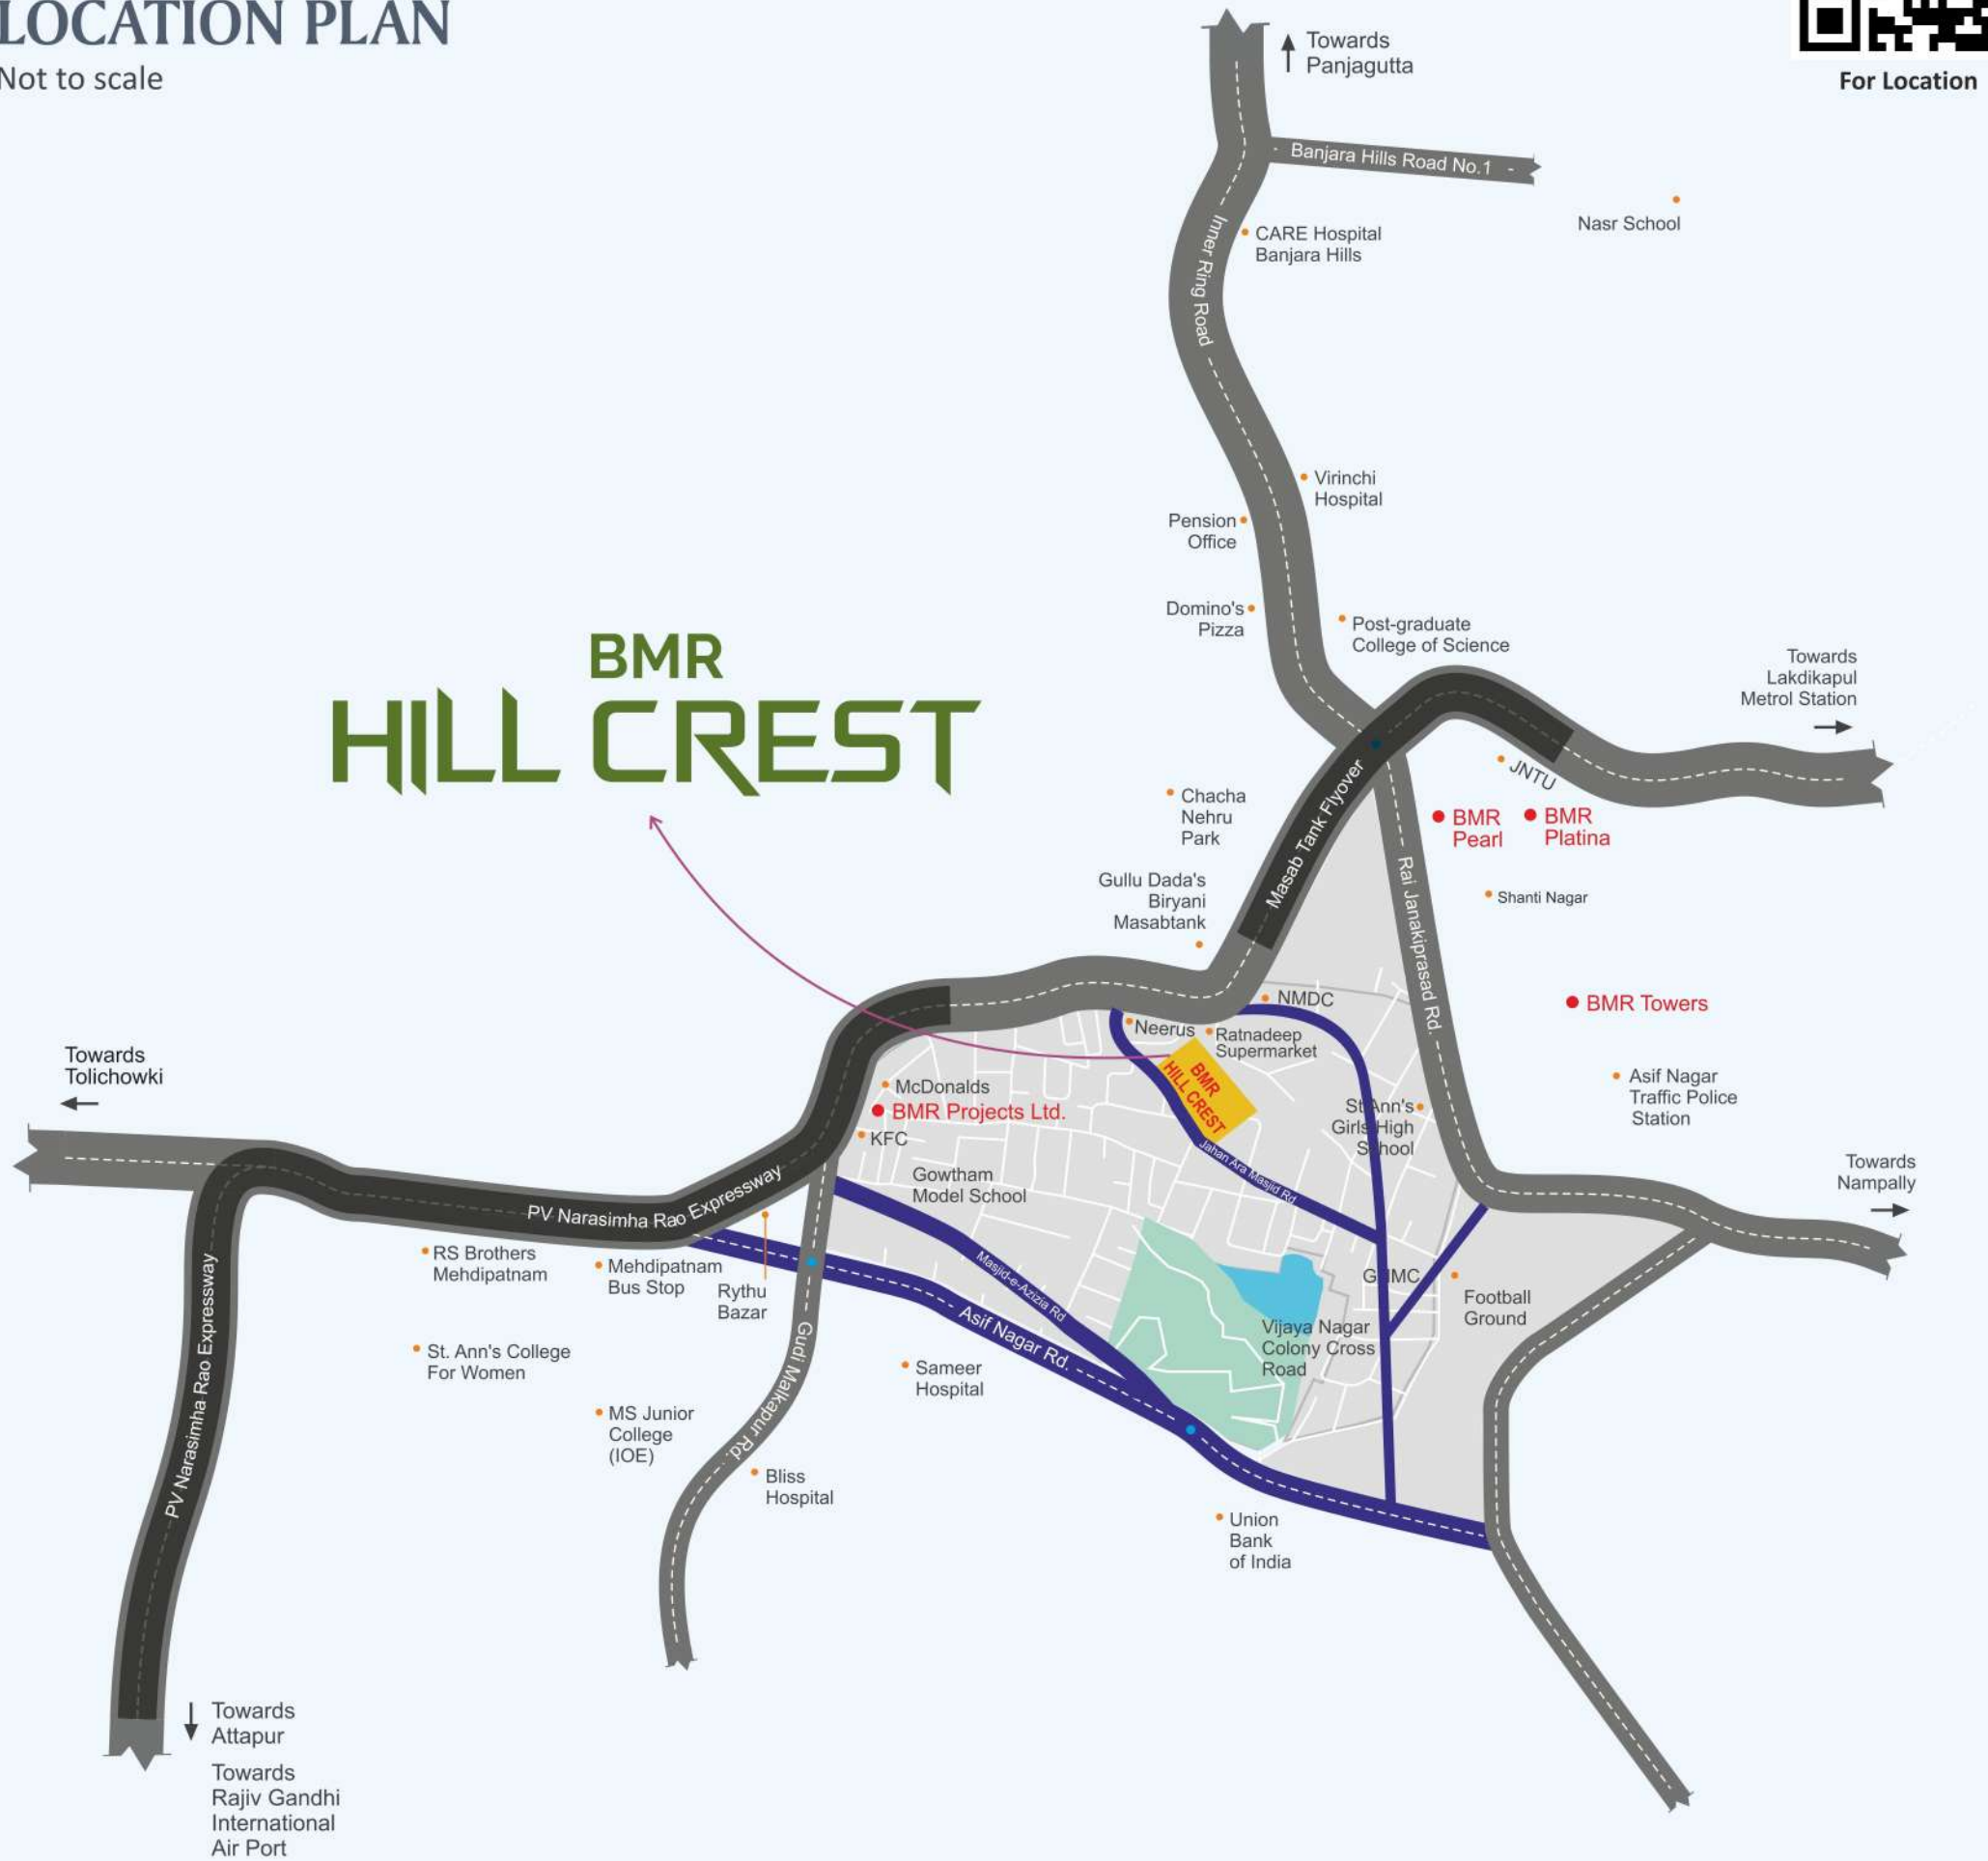 LOCATION PLAN
Not to scale
For Location
Towards
Panjagutta
Banjara Hills Road No.1
Nasr School
CARE Hospital
Banjara Hills
Inner Ring Road
Virinchi
Hospital
Pension
Office
Domino's
Pizza
Post-graduate
College of Science
Towards
Lakdikapul
Metrol Station
BMR
HILL CREST
JNTU
Chacha
Nehru
Park
Masab Tank Flyover
BMR
Pearl
BMR
Platina
Gullu Dada's
Biryani
Masabtank
Rai Janakiprasad Rd.
Shanti Nagar
NMDC
BMR Towers
Neerus
Ratnadeep
Supermarket
Towards
Tolichowki
McDonalds
BMR Projects Ltd.
KFC
BMR
HILL CREST
St Ann's
Girls High
School
Asif Nagar
Traffic Police
Station
Jahan Ara Masjid Rd
Gowtham
Model School
Towards
Nampally
PV Narasimha Rao Expressway
RS Brothers
Mehdipatnam
Mehdipatnam
Bus Stop
Rythu
Bazar
Masjid-e-Azizia Rd
GHMC
Football
Ground
PV Narasimha Rao Expressway
Asif Nagar Rd.
Vijaya Nagar
Colony Cross
Road
St. Ann's College
For Women
Gudi Malkapur Rd.
Sameer
Hospital
MS Junior
College
(IOE)
Bliss
Hospital
Union
Bank
of India
Towards
Attapur
Towards
Rajiv Gandhi
International
Air Port